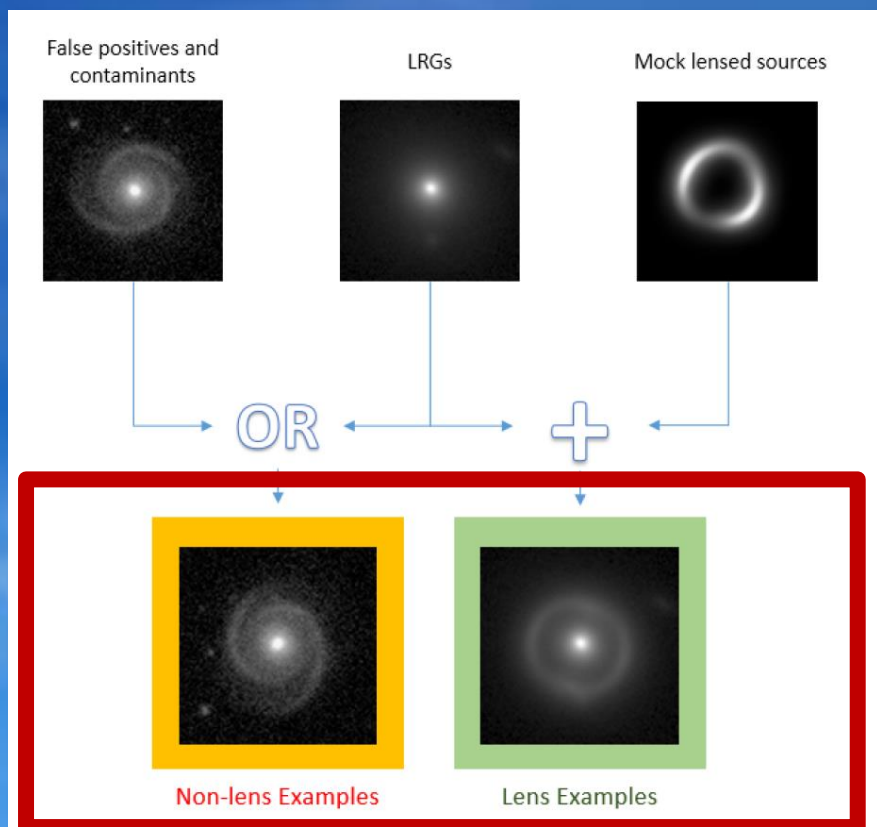 False positives and
contaminants
LRGs
Mock lensed sources
OR
+
Non-lens Examples
Lens Examples